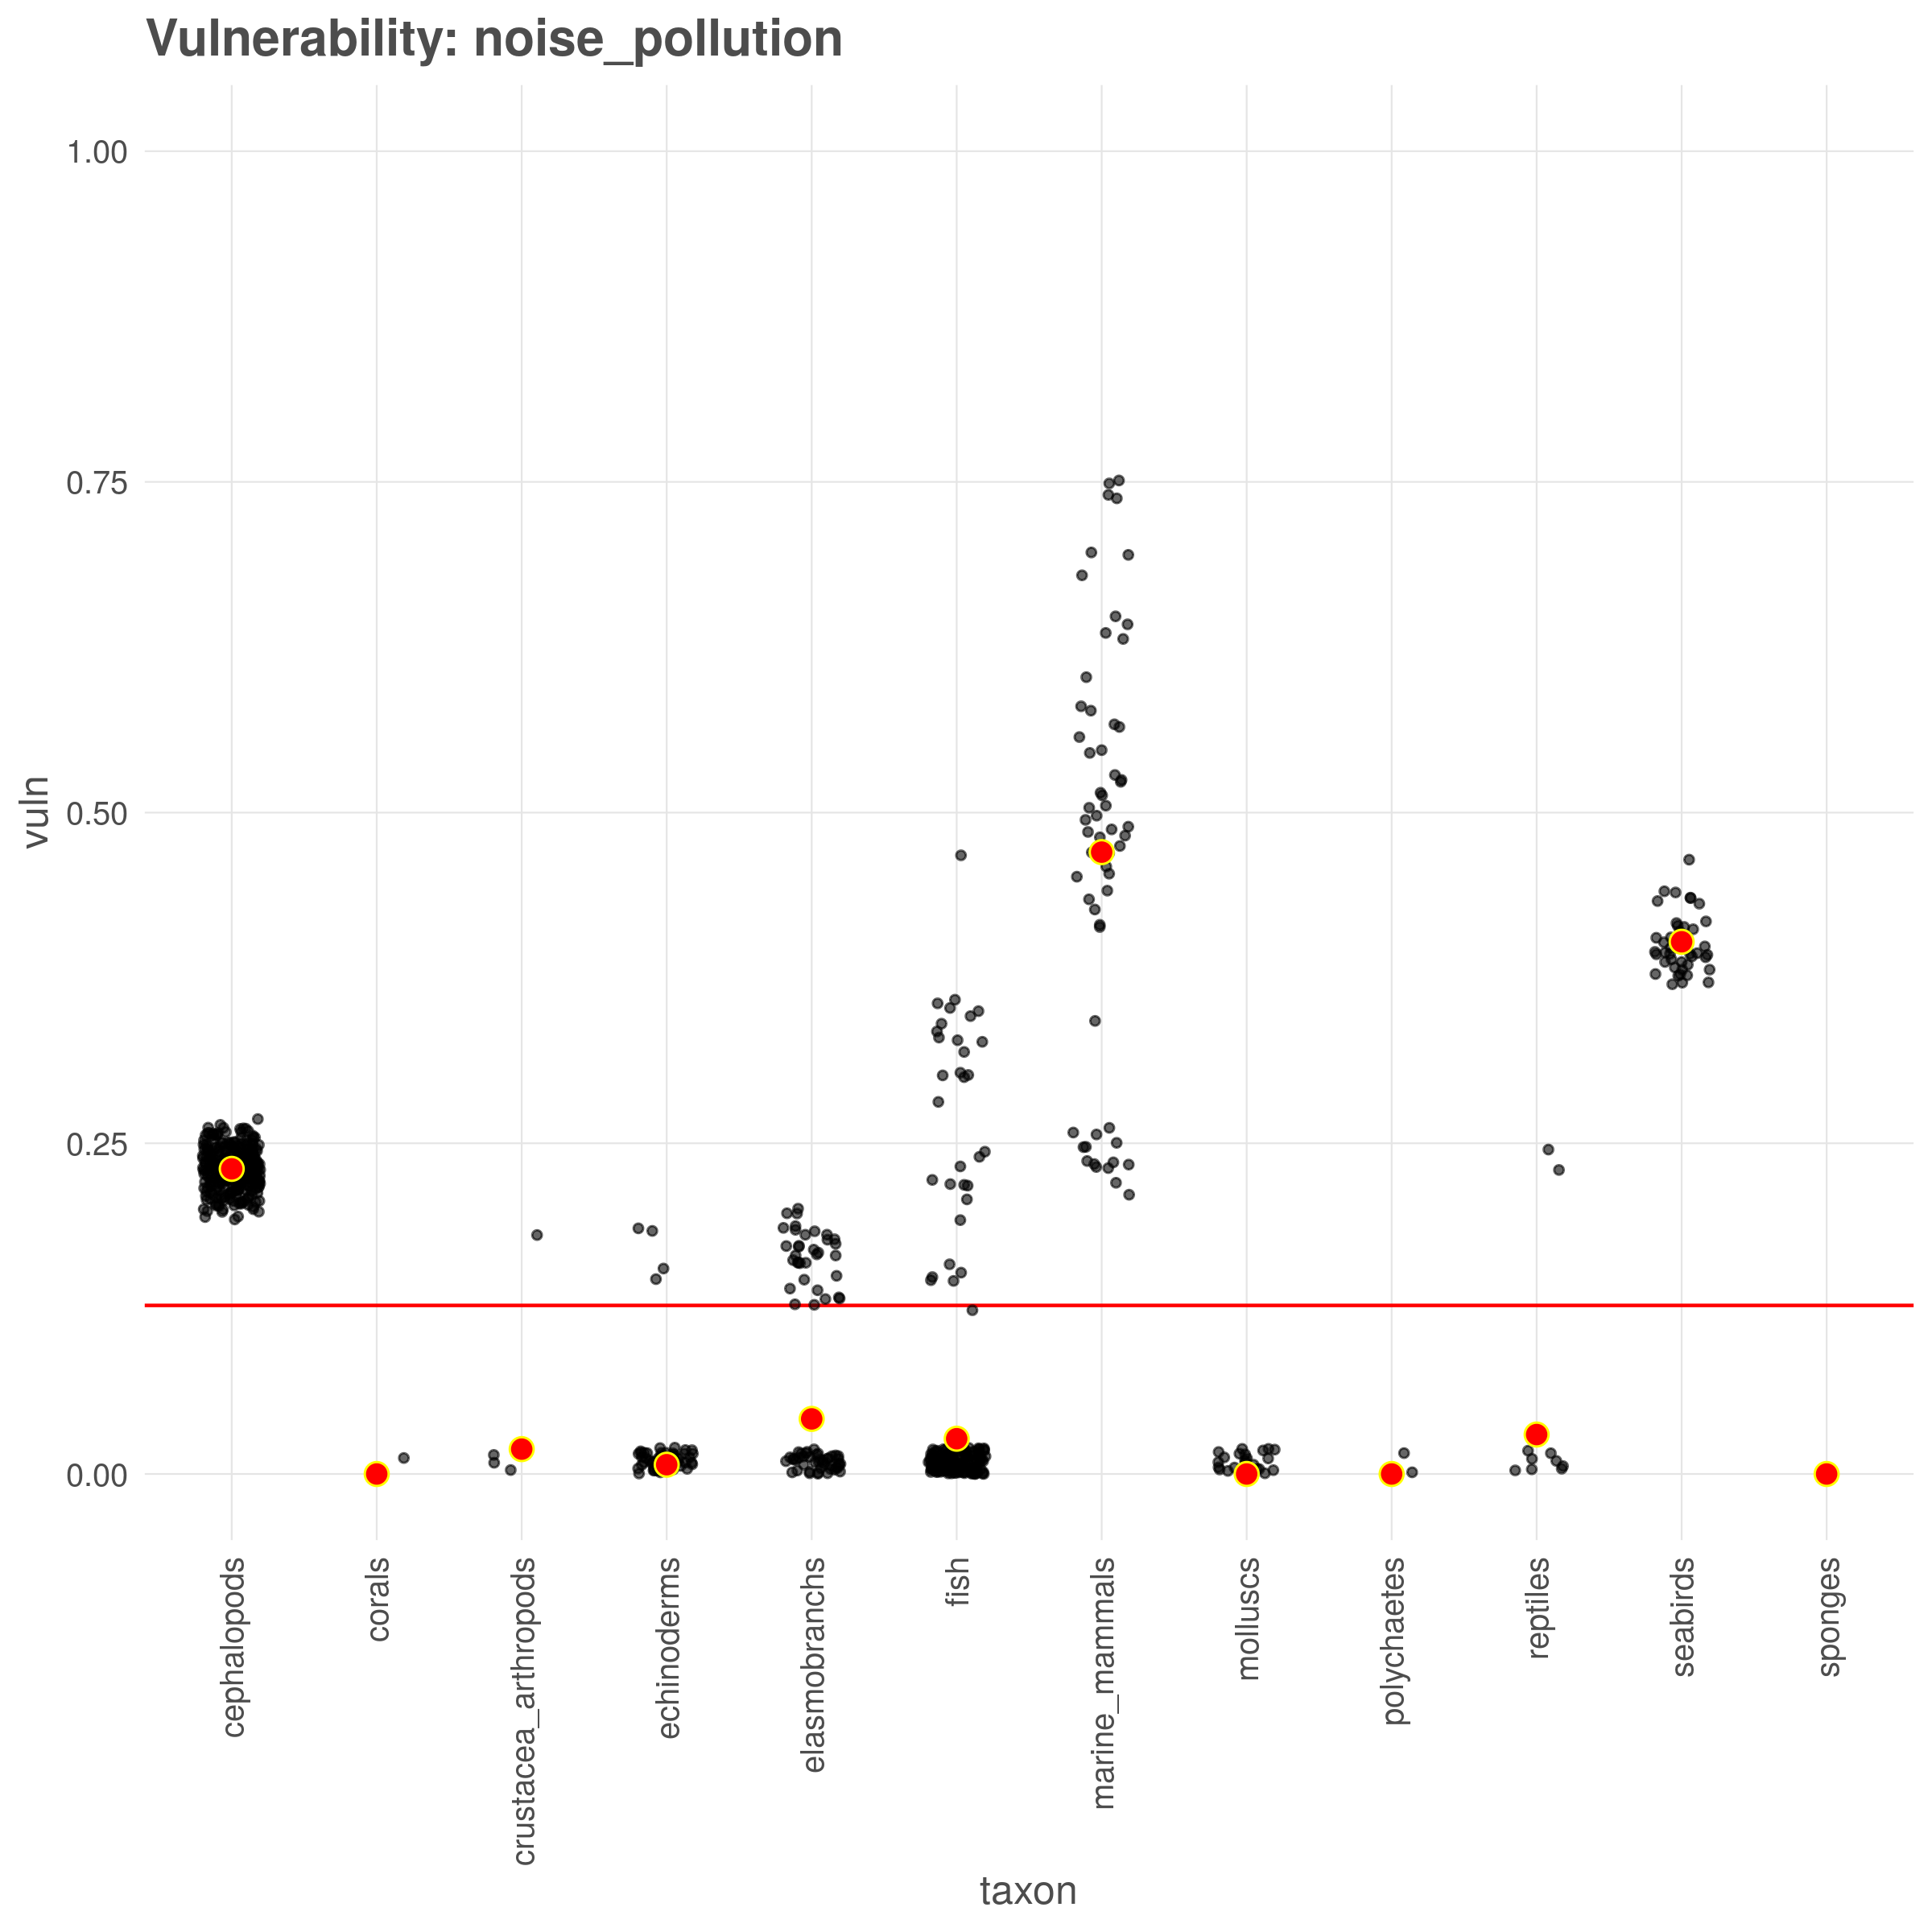 Vulnerability: noise_pollution
1.00
0.75
0.50
0.25
0.00
vuln
cephalopods
corals
crustacea_arthropods
echinoderms
elasmobranchs
fish
marine_mammals
molluscs
polychaetes
reptiles
seabirds
sponges
taxon